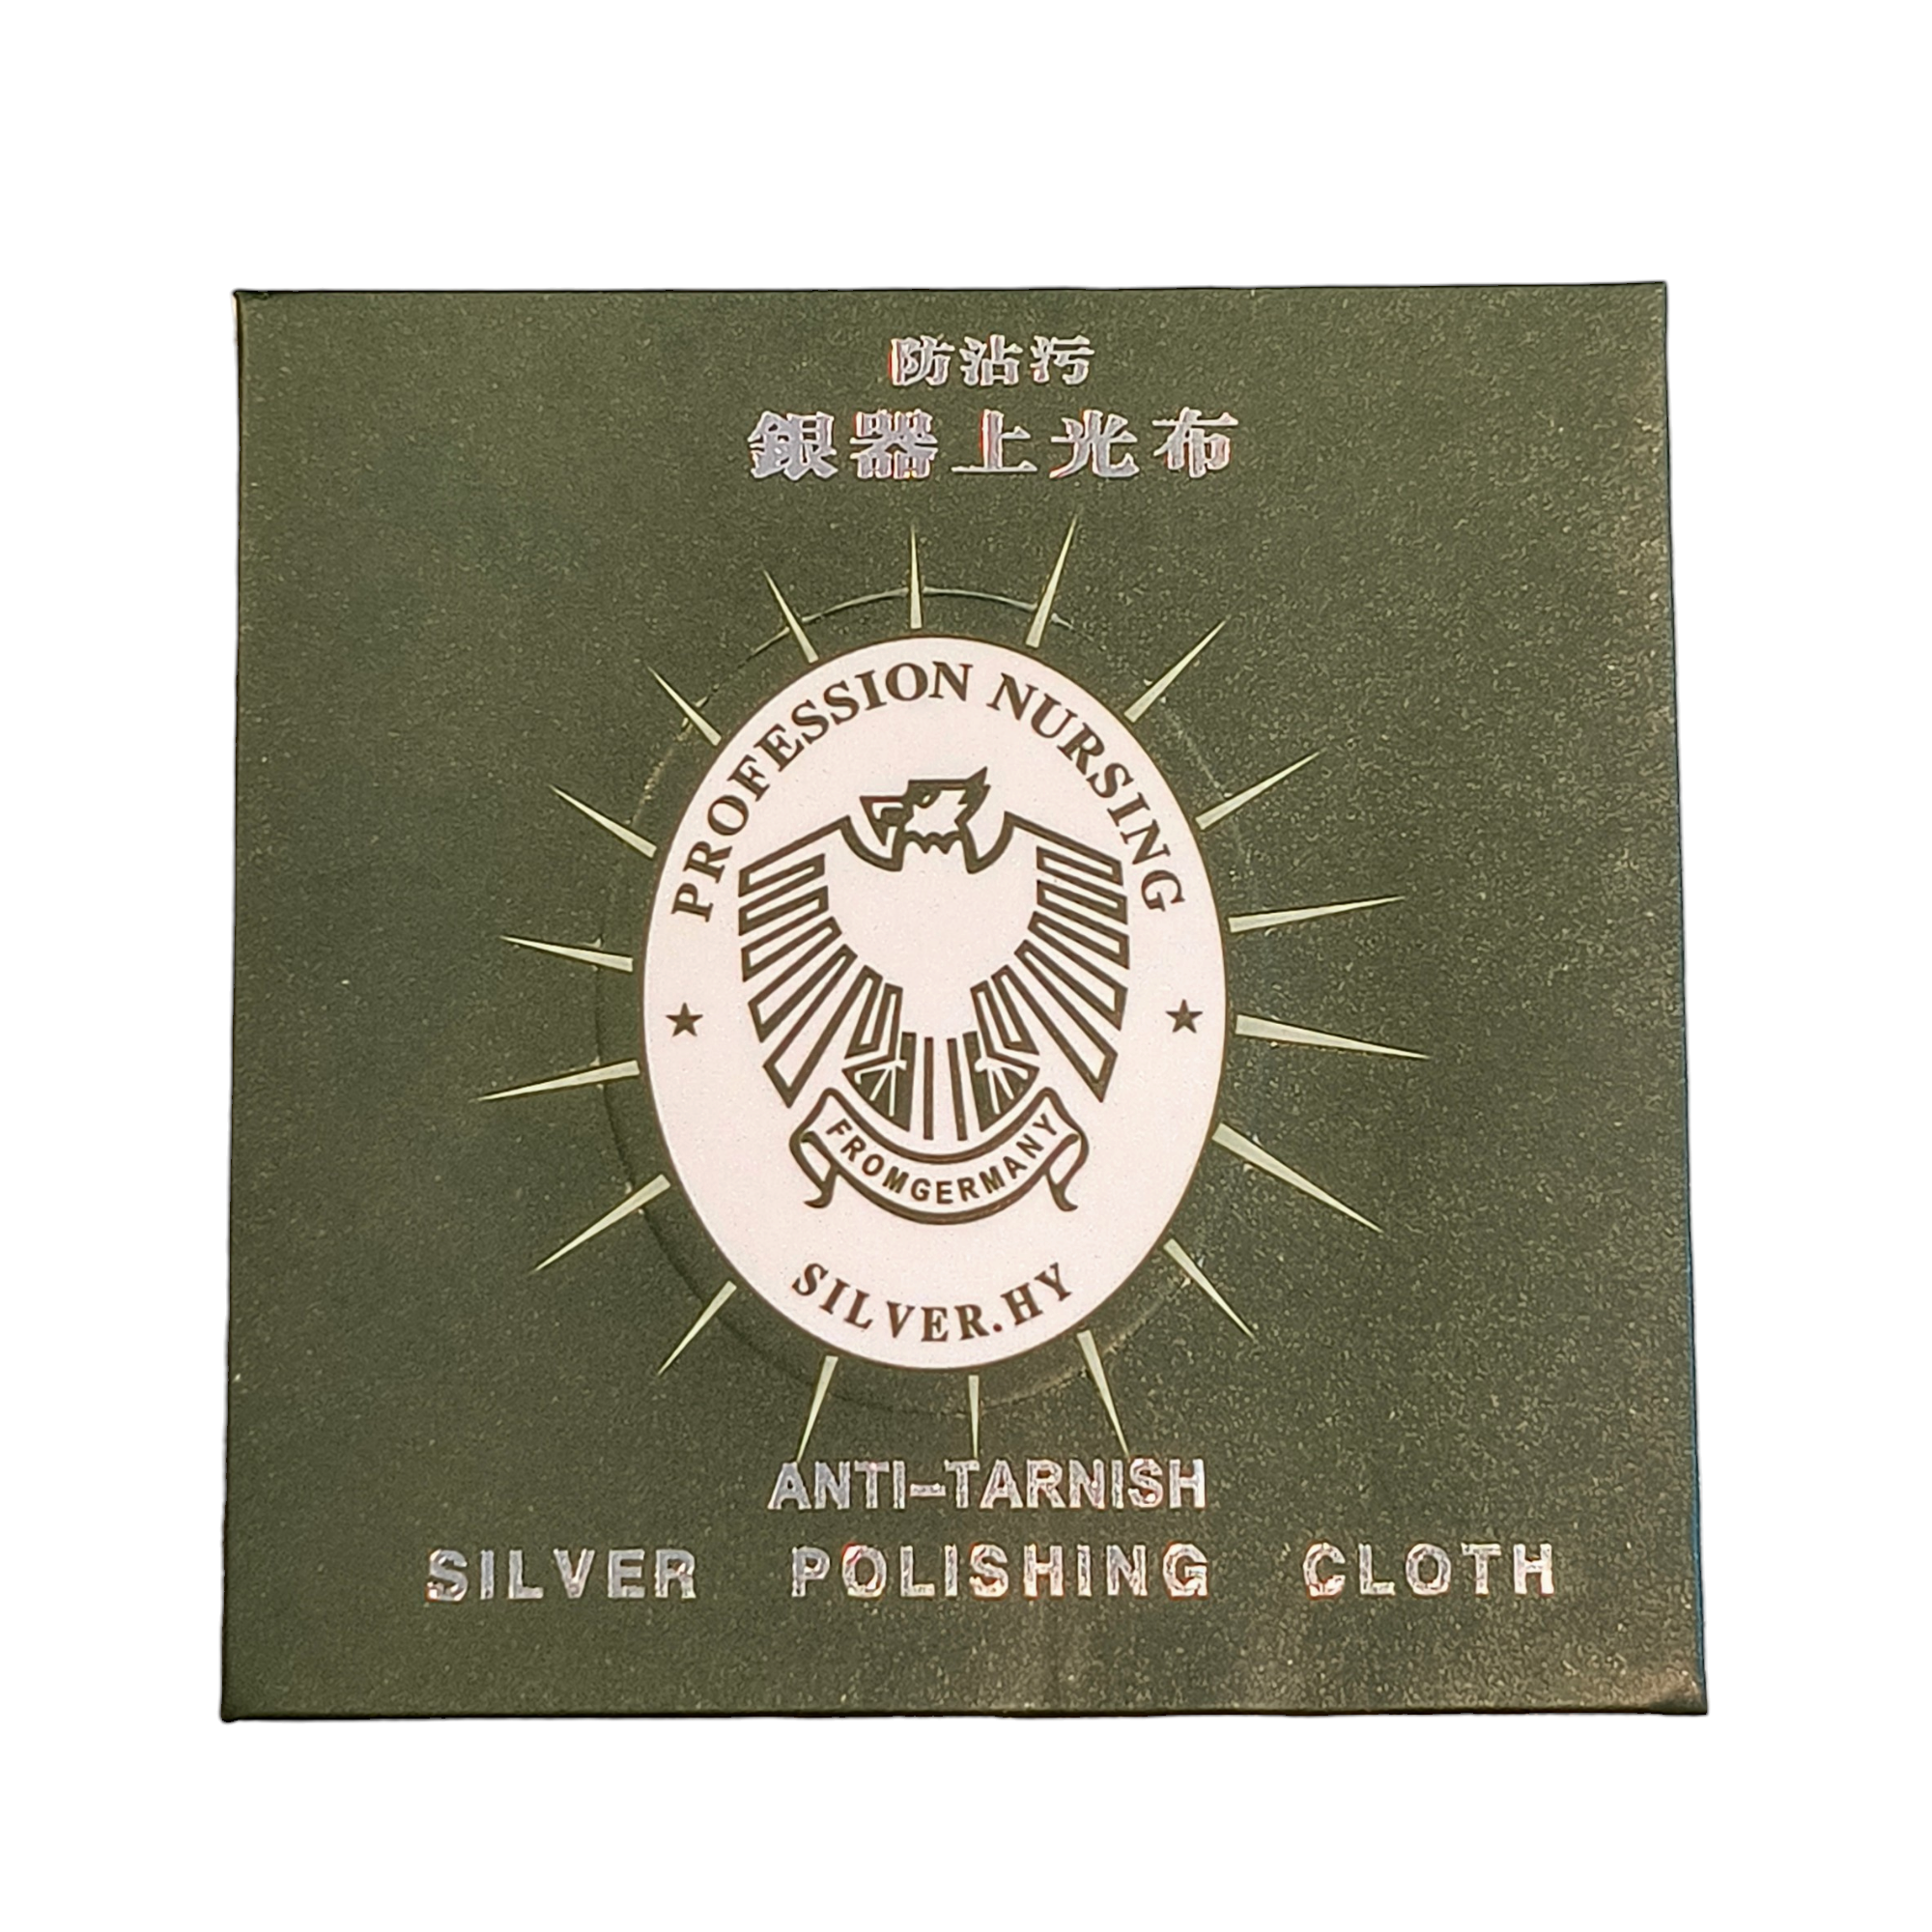 防沾污
銀器上光布
PROFESSION NURSING
★ ★
FROMGERMANY
SILVER.HY
ANTI-TARNISH
SILVER POLISHING CLOTH